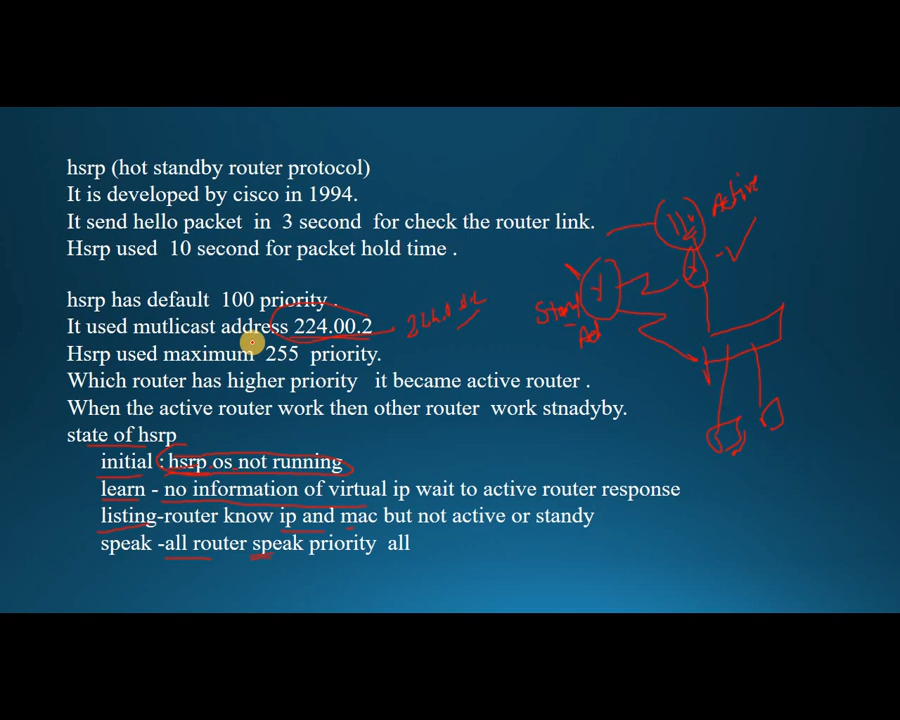 hsrp (hot standby router protocol)
It is developed by cisco in 1994.
It send hello packet in 3 second for check the router link.
Hsrp used 10 second for packet hold time .
hsrp has default 100 priority .
It used mutlicast address 224.00.2
Hsrp used maximum 255 priority.
Which router has higher priority it became active router .
When the active router work then other router work stnadyby.
state of hsrp
initial : hsrp os not running
learn - no information of virtual ip wait to active router response
listing-router know ip and mac but not active or standy
speak -all router speak priority all
Active